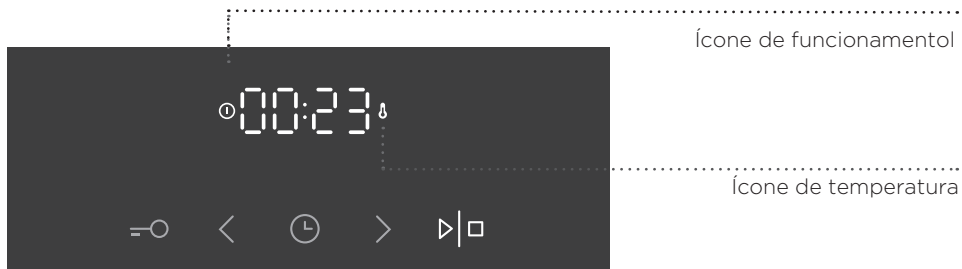 Ícone de funcionamentol
00:23
Ícone de temperatura